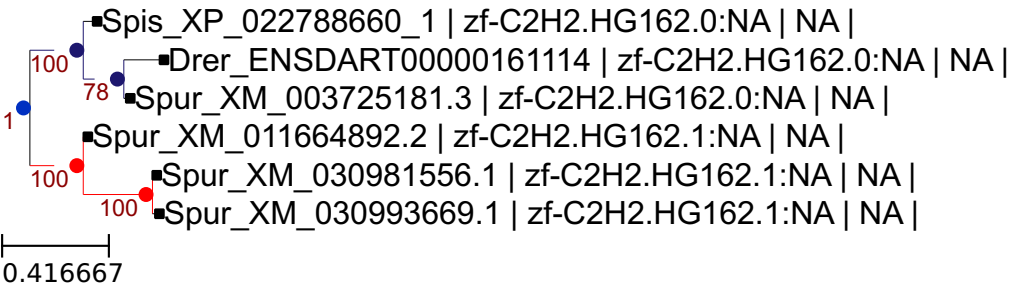 Spis_XP_022788660_1 | zf-C2H2.HG162.0:NA | NA |
100
Drer_ENSDART00000161114 | zf-C2H2.HG162.0:NA | NA |
78
Spur_XM_003725181.3 | zf-C2H2.HG162.0:NA | NA |
1
Spur_XM_011664892.2 | zf-C2H2.HG162.1:NA | NA |
100
Spur_XM_030981556.1 | zf-C2H2.HG162.1:NA | NA |
100
Spur_XM_030993669.1 | zf-C2H2.HG162.1:NA | NA |
0.416667